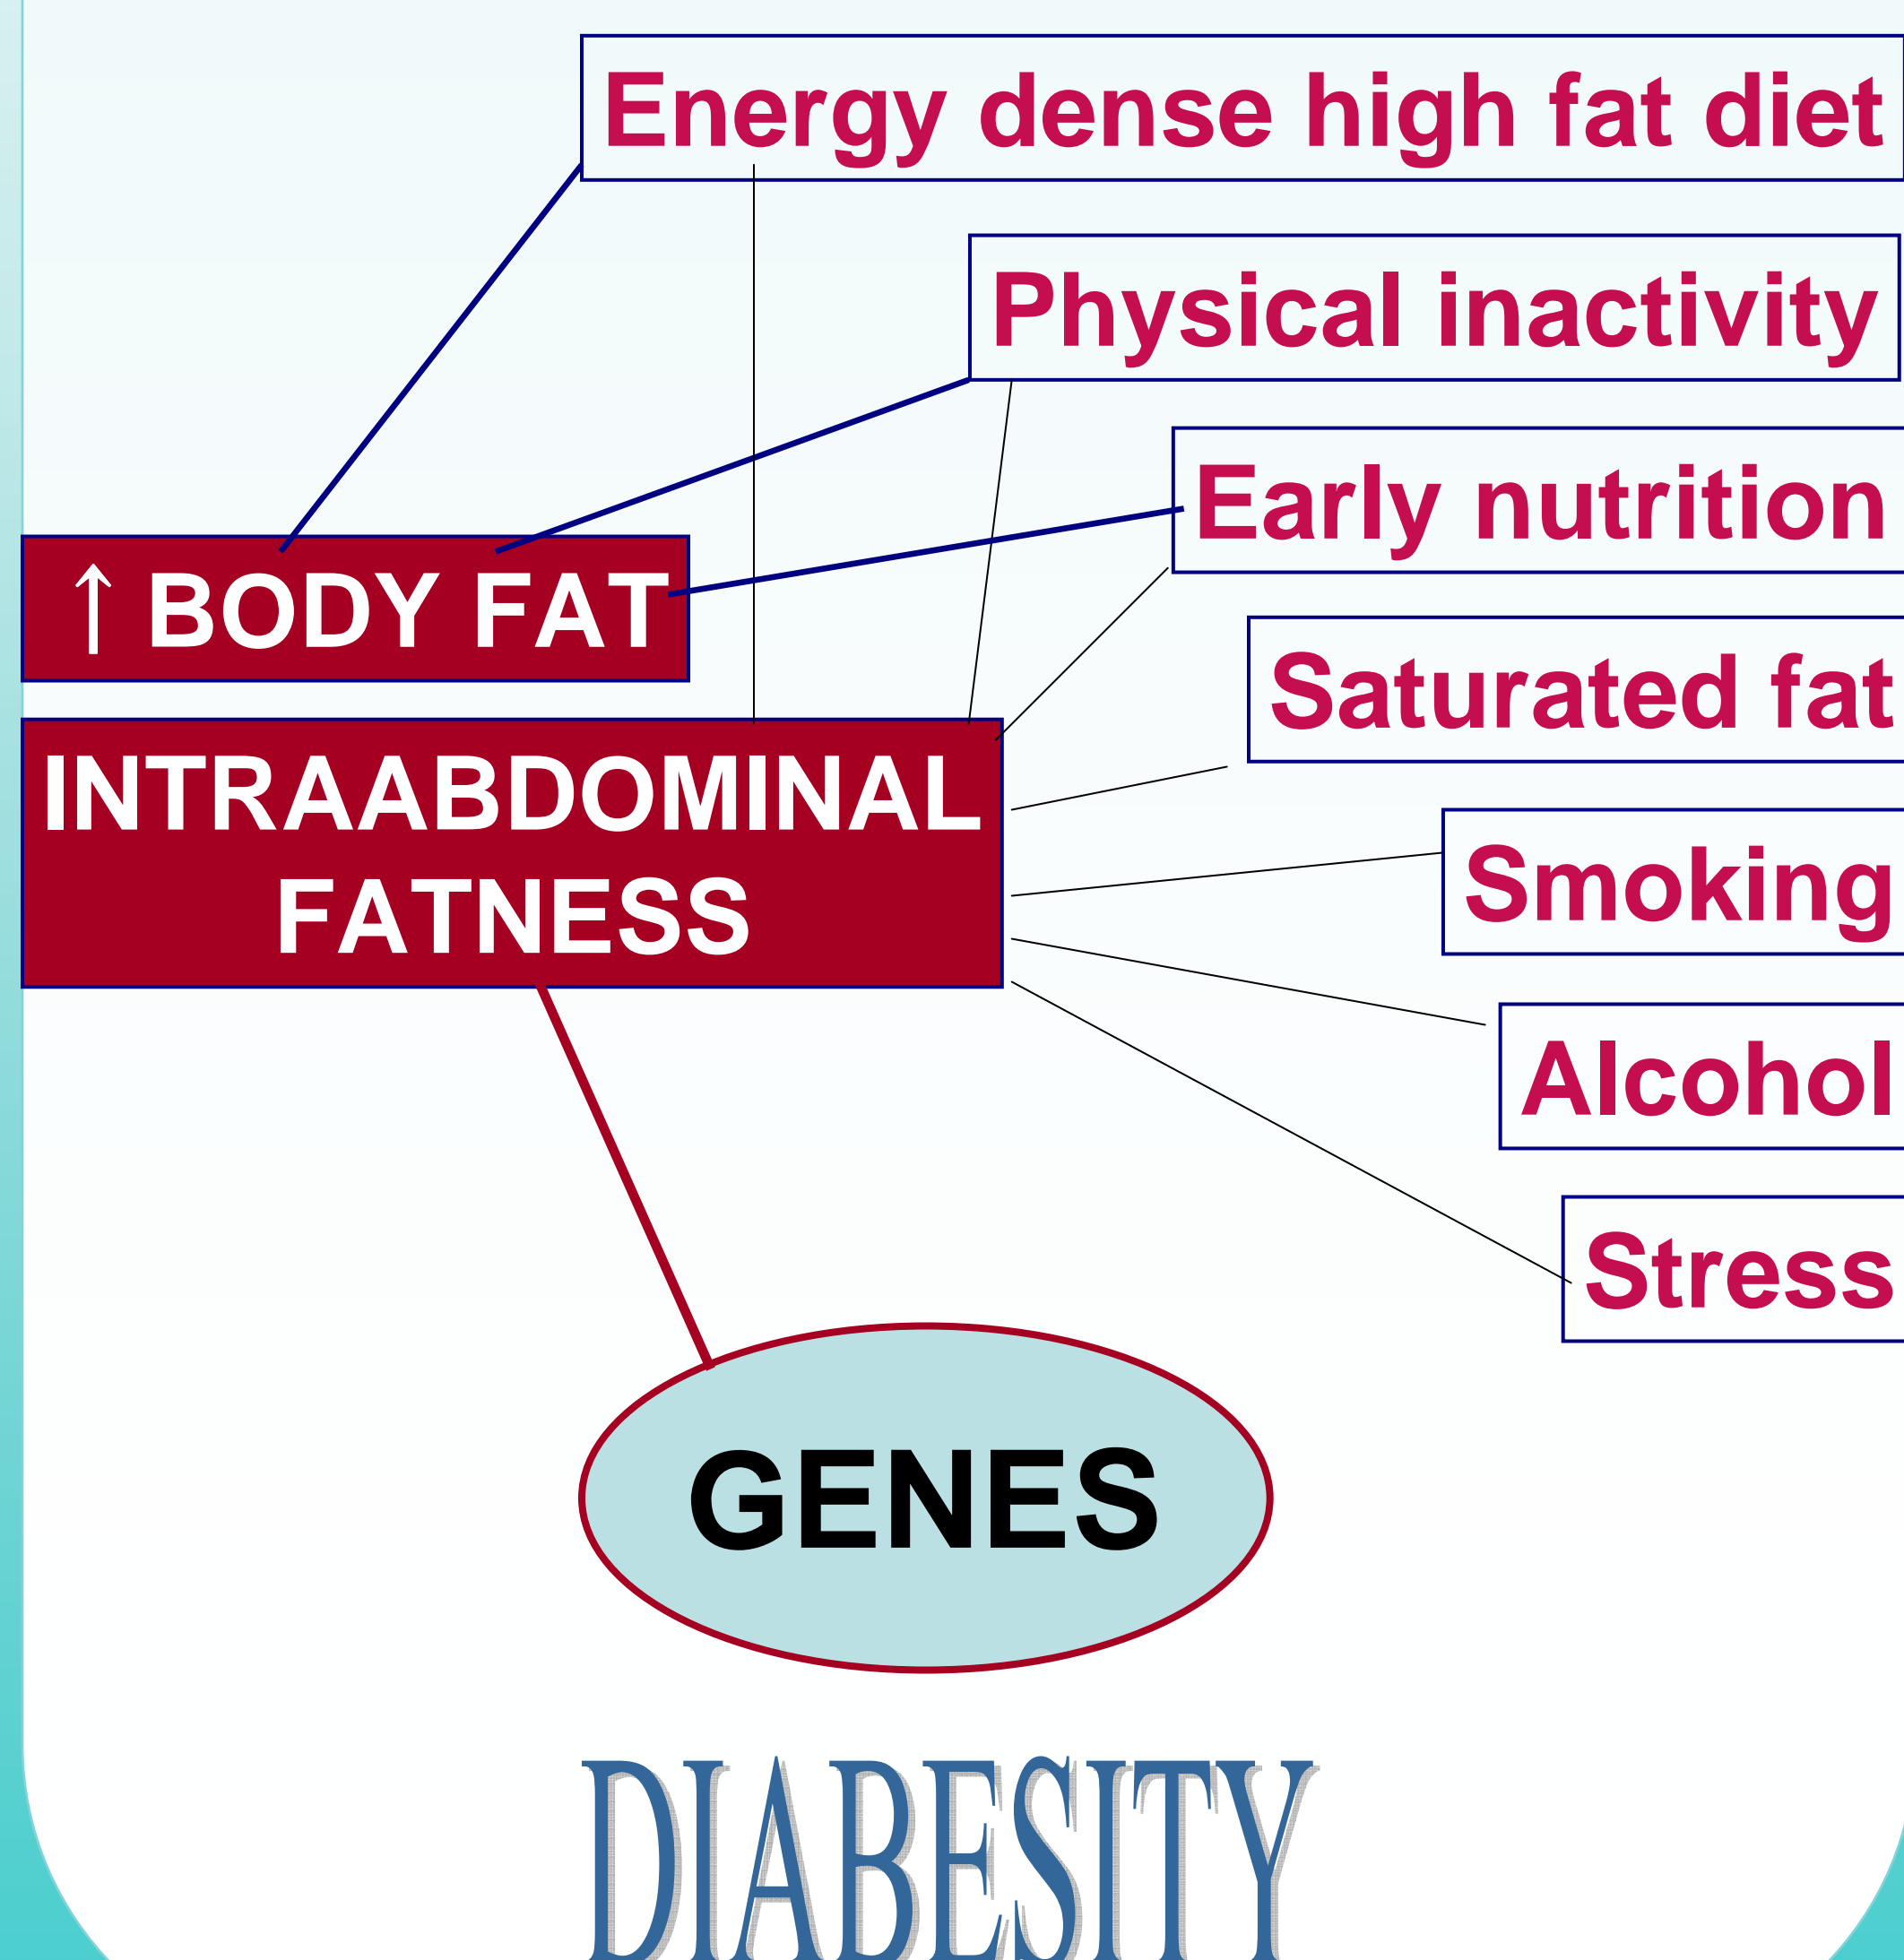 Energy dense high fat diet
Physical inactivity
Early nutrition
↑ BODY FAT
Saturated fat
INTRAABDOMINAL
FATNESS
Smoking
Alcohol
Stress
GENES
DIABESITY